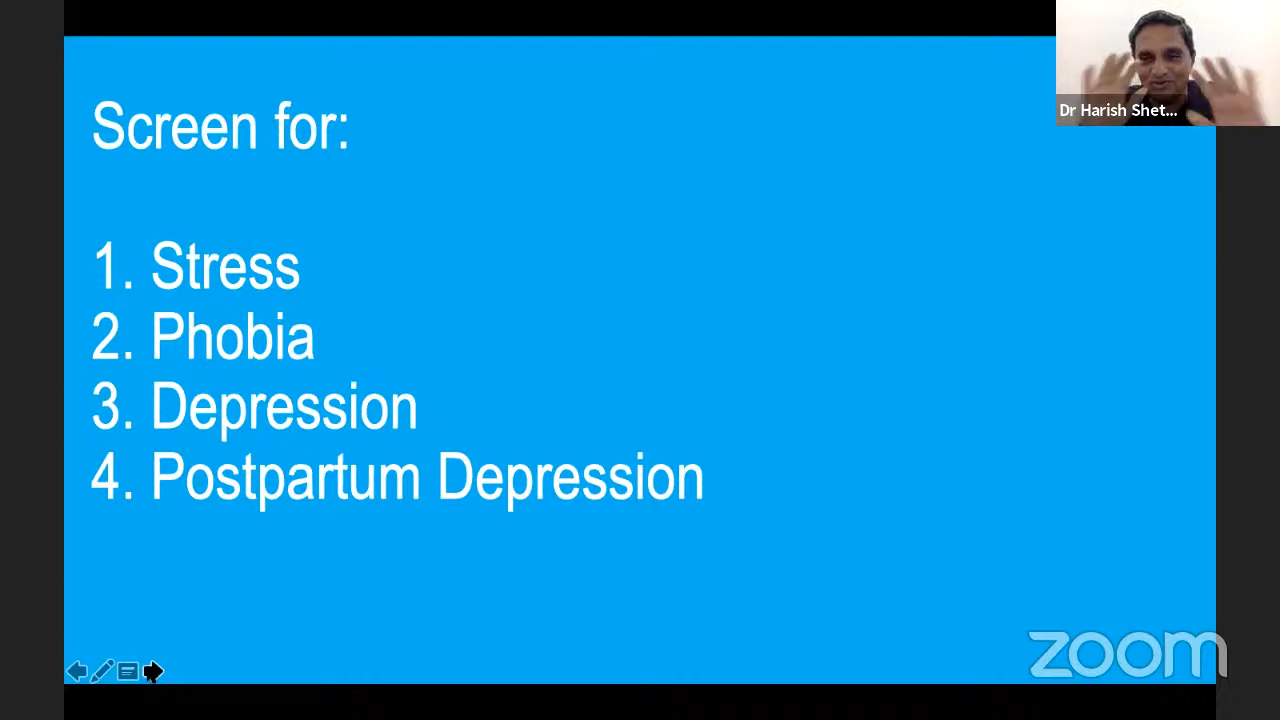 Dr Harish Shet...
Screen for:
1. Stress
2. Phobia
3. Depression
4. Postpartum Depression
zoom